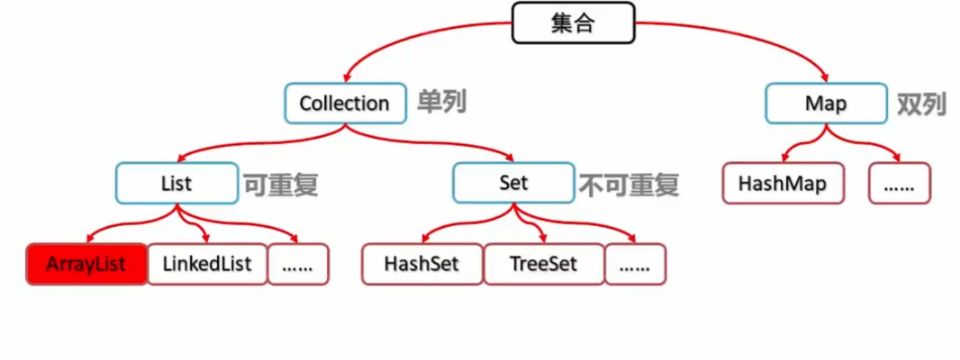 集合
Collection
单列
Map
双列
List
可重复
Set
不可重复
HashMap
......
ArrayList
LinkedList
......
HashSet
TreeSet
......